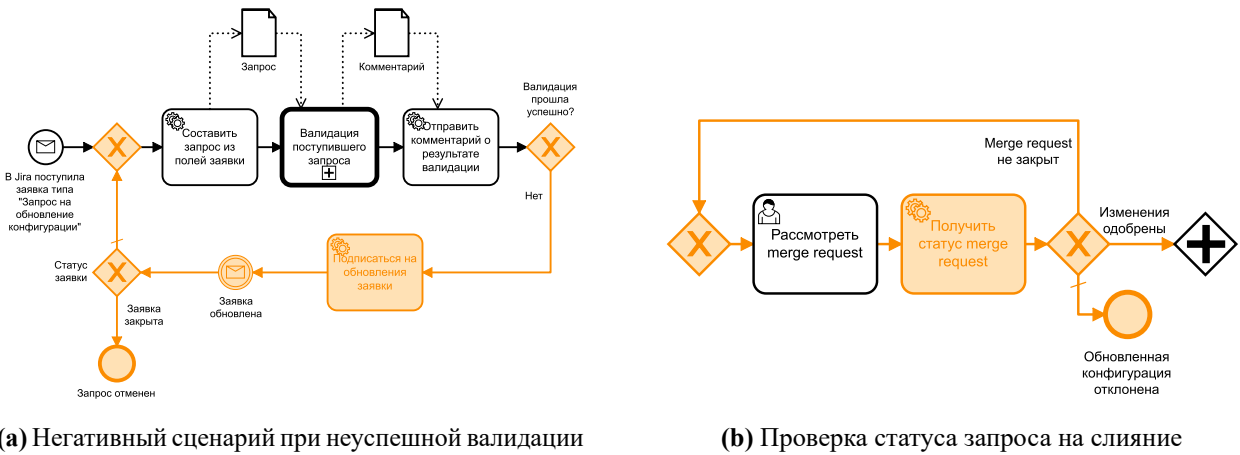 Запрос
Комментарий
Валидация
прошла
успешно?
Составить
запрос из
полей заявки
Валидация
поступившего
запроса
Отправить
комментарий о
результате
валидации
В Jira поступила
заявка типа
"Запрос на
обновление
конфигурации"
Нет
Статус
заявки
Подписаться на
обновления
заявки
Заявка
обновлена
Заявка
закрыта
Запрос отменен
(a) Негативный сценарий при неуспешной валидации
Merge request
не закрыт
Рассмотреть
merge request
Получить
статус merge
request
Изменения
одобрены
Обновленная
конфигурация
отклонена
(b) Проверка статуса запроса на слияние